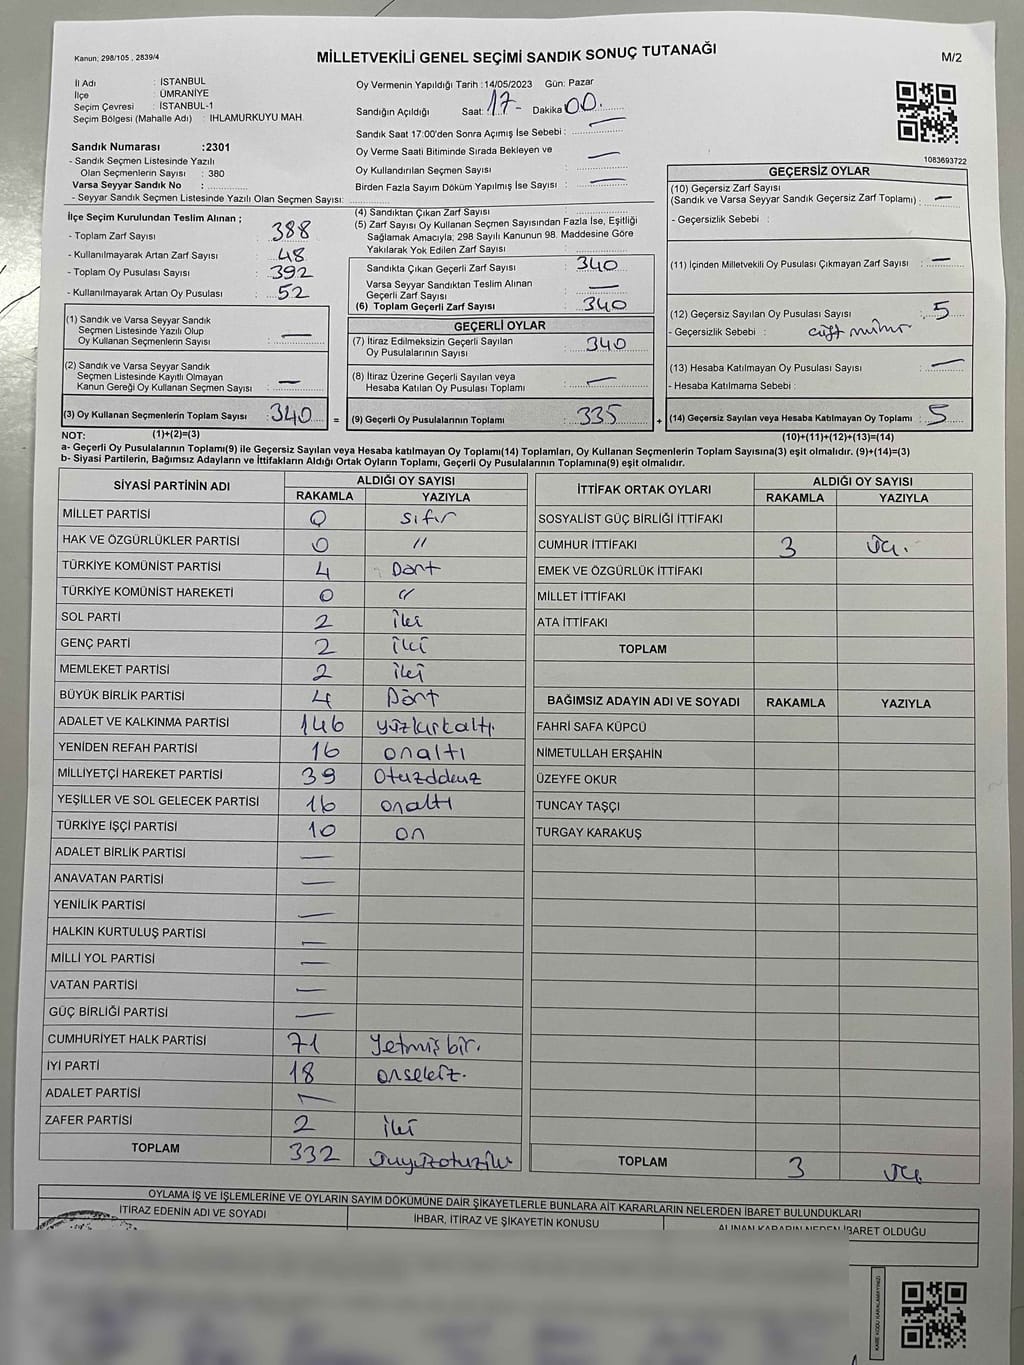 Kanun; 298/105 , 2839/4
MİLLETVEKİLİ GENEL SEÇİMİ SANDIK SONUÇ TUTANAĞI
M/2
İl Adı : İSTANBUL
İlçe : ÜMRANİYE
Seçim Çevresi : İSTANBUL-1
Seçim Bölgesi (Mahalle Adı) : IHLAMURKUYU MAH.
Oy Vermenin Yapıldığı Tarih :14/05/2023 Gün: Pazar
Sandığın Açıldığı Saat: 17- Dakika 00.
Sandık Saat 17:00'den Sonra Açımış İse Sebebi : —
Oy Verme Saati Bitiminde Sırada Bekleyen ve
Oy Kullandırılan Seçmen Sayısı : —
Birden Fazla Sayım Döküm Yapılmış İse Sayısı : —
1083693722
Sandık Numarası :2301
- Sandık Seçmen Listesinde Yazılı
Olan Seçmenlerin Sayısı : 380
Varsa Seyyar Sandık No :
- Seyyar Sandık Seçmen Listesinde Yazılı Olan Seçmen Sayısı:
İlçe Seçim Kurulundan Teslim Alınan ;
- Toplam Zarf Sayısı : 388
- Kullanılmayarak Artan Zarf Sayısı : 48
- Toplam Oy Pusulası Sayısı : 392
- Kullanılmayarak Artan Oy Pusulası : 52
(1) Sandık ve Varsa Seyyar Sandık
Seçmen Listesinde Yazılı Olup
Oy Kullanan Seçmenlerin Sayısı : —
(2) Sandık ve Varsa Seyyar Sandık
Seçmen Listesinde Kayıtlı Olmayan
Kanun Gereği Oy Kullanan Seçmen Sayısı : —
(3) Oy Kullanan Seçmenlerin Toplam Sayısı : 340 =
(1)+(2)=(3)
(4) Sandıktan Çıkan Zarf Sayısı :
(5) Zarf Sayısı Oy Kullanan Seçmen Sayısından Fazla İse, Eşitliği
Sağlamak Amacıyla; 298 Sayılı Kanunun 98. Maddesine Göre
Yakılarak Yok Edilen Zarf Sayısı :
Sandıkta Çıkan Geçerli Zarf Sayısı : 340
Varsa Seyyar Sandıktan Teslim Alınan
Geçerli Zarf Sayısı : —
(6) Toplam Geçerli Zarf Sayısı : 340
GEÇERLİ OYLAR
(7) İtiraz Edilmeksizin Geçerli Sayılan
Oy Pusulalarının Sayısı : 340
(8) İtiraz Üzerine Geçerli Sayılan veya
Hesaba Katılan Oy Pusulası Toplamı : —
(9) Geçerli Oy Pusulalarının Toplamı : 335 +
GEÇERSİZ OYLAR
(10) Geçersiz Zarf Sayısı
(Sandık ve Varsa Seyyar Sandık Geçersiz Zarf Toplamı) : —
- Geçersizlik Sebebi :
(11) İçinden Milletvekili Oy Pusulası Çıkmayan Zarf Sayısı : —
(12) Geçersiz Sayılan Oy Pusulası Sayısı : 5
- Geçersizlik Sebebi : çift mühür
(13) Hesaba Katılmayan Oy Pusulası Sayısı : —
- Hesaba Katılmama Sebebi :
(14) Geçersiz Sayılan veya Hesaba Katılmayan Oy Toplamı : 5
(10)+(11)+(12)+(13)=(14)
NOT:
a- Geçerli Oy Pusulalarının Toplamı(9) ile Geçersiz Sayılan veya Hesaba katılmayan Oy Toplamı(14) Toplamları, Oy Kullanan Seçmenlerin Toplam Sayısına(3) eşit olmalıdır. (9)+(14)=(3)
b- Siyasi Partilerin, Bağımsız Adayların ve İttifakların Aldığı Ortak Oyların Toplamı, Geçerli Oy Pusulalarının Toplamına(9) eşit olmalıdır.
SİYASİ PARTİNİN ADI ALDIĞI OY SAYISI
RAKAMLA YAZIYLA
MİLLET PARTİSİ 0 sıfır
HAK VE ÖZGÜRLÜKLER PARTİSİ 0 "
TÜRKİYE KOMÜNİST PARTİSİ 4 Dört
TÜRKİYE KOMÜNİST HAREKETİ 0 "
SOL PARTİ 2 iki
GENÇ PARTİ 2 iki
MEMLEKET PARTİSİ 2 iki
BÜYÜK BİRLİK PARTİSİ 4 Dört
ADALET VE KALKINMA PARTİSİ 146 yüzkırkaltı.
YENİDEN REFAH PARTİSİ 16 onaltı
MİLLİYETÇİ HAREKET PARTİSİ 39 Otuzdokuz
YEŞİLLER VE SOL GELECEK PARTİSİ 16 onaltı
TÜRKİYE İŞÇİ PARTİSİ 10 on
ADALET BİRLİK PARTİSİ —
ANAVATAN PARTİSİ —
YENİLİK PARTİSİ —
HALKIN KURTULUŞ PARTİSİ —
MİLLİ YOL PARTİSİ —
VATAN PARTİSİ —
GÜÇ BİRLİĞİ PARTİSİ —
CUMHURİYET HALK PARTİSİ 71 Yetmişbir.
İYİ PARTİ 18 onsekiz.
ADALET PARTİSİ —
ZAFER PARTİSİ 2 iki
TOPLAM 332 üçyüzotuziki
İTTİFAK ORTAK OYLARI ALDIĞI OY SAYISI
RAKAMLA YAZIYLA
SOSYALİST GÜÇ BİRLİĞİ İTTİFAKI
CUMHUR İTTİFAKI 3 üç.
EMEK VE ÖZGÜRLÜK İTTİFAKI
MİLLET İTTİFAKI
ATA İTTİFAKI
TOPLAM
BAĞIMSIZ ADAYIN ADI VE SOYADI RAKAMLA YAZIYLA
FAHRİ SAFA KÜPCÜ
NİMETULLAH ERŞAHİN
ÜZEYFE OKUR
TUNCAY TAŞÇI
TURGAY KARAKUŞ
TOPLAM 3 üç.
OYLAMA İŞ VE İŞLEMLERİNE VE OYLARIN SAYIM DÖKÜMÜNE DAİR ŞİKAYETLERLE BUNLARA AİT KARARLARIN NELERDEN İBARET BULUNDUKLARI
İTİRAZ EDENİN ADI VE SOYADI
İHBAR, İTİRAZ VE ŞİKAYETİN KONUSU
ALINAN KARARIN NEDEN İBARET OLDUĞU
KARE KODU KARALAMAYINIZ!